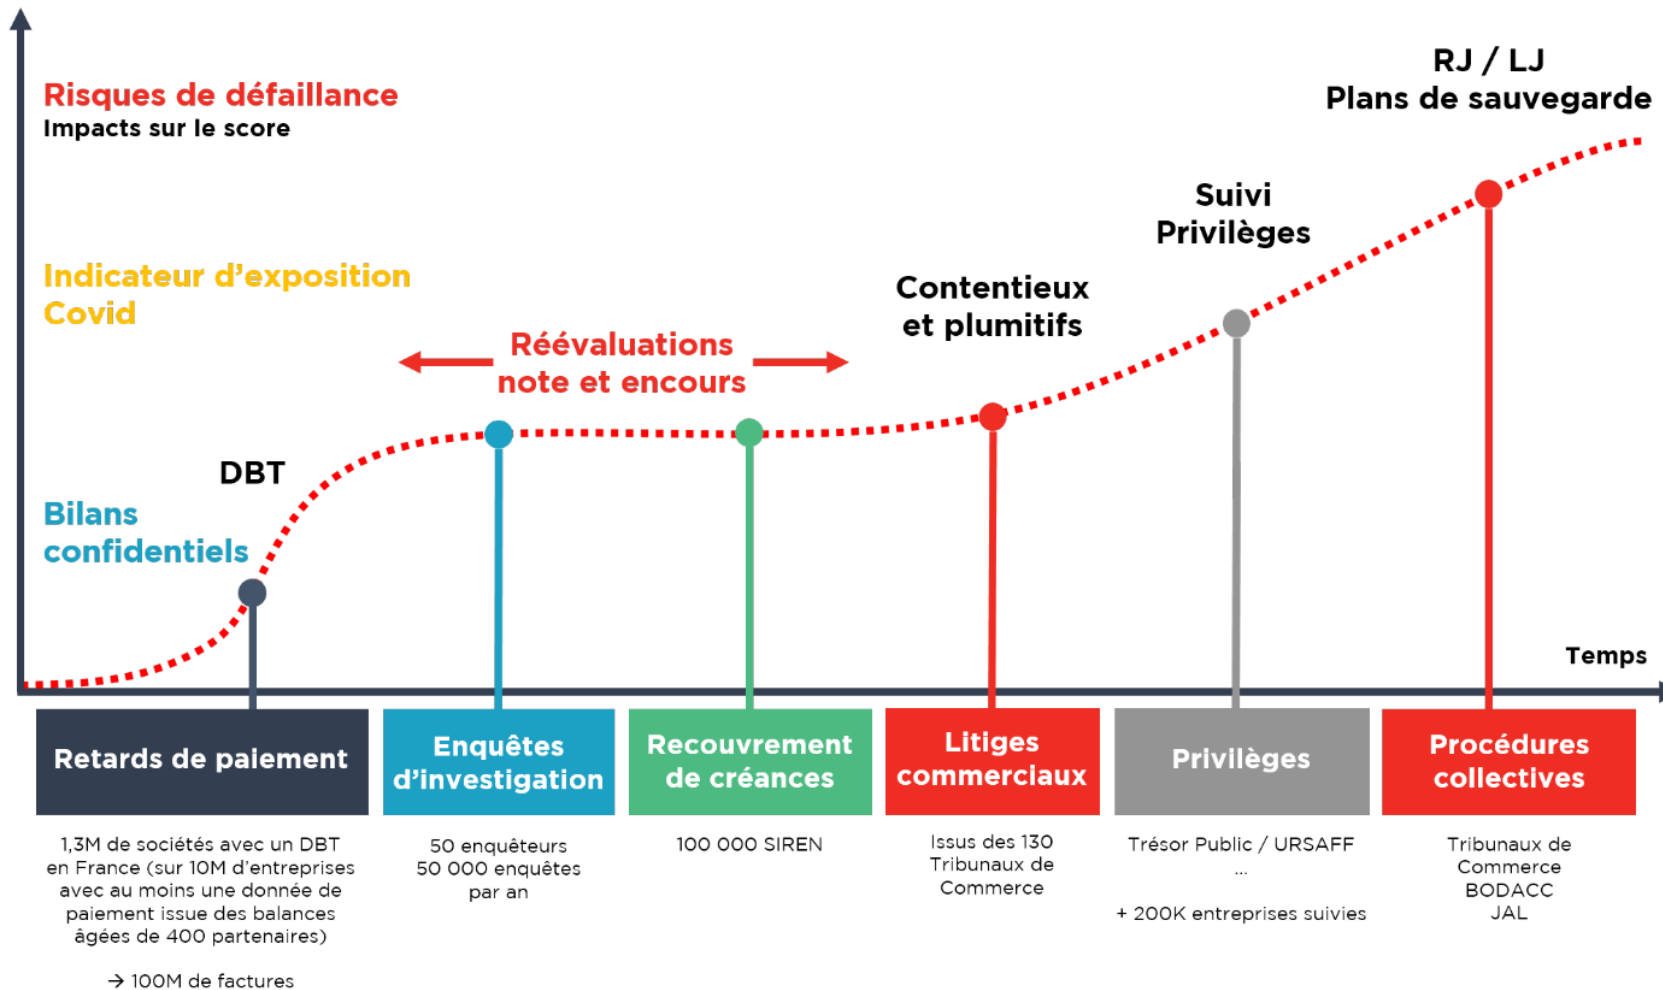 Risques de défaillance
Impacts sur le score
RJ / LJ
Plans de sauvegarde
Suivi
Privilèges
Indicateur d'exposition
Covid
Contentieux
et plumitifs
Réévaluations
note et encours
DBT
Bilans
confidentiels
Temps
Retards de paiement
Enquêtes
d'investigation
Recouvrement
de créances
Litiges
commerciaux
Privilèges
Procédures
collectives
1,3M de sociétés avec un DBT
en France (sur 10M d'entreprises
avec au moins une donnée de
paiement issue des balances
âgées de 400 partenaires)
→ 100M de factures
50 enquêteurs
50 000 enquêtes
par an
100 000 SIREN
Issus des 130
Tribunaux de
Commerce
Trésor Public / URSAFF
...
+ 200K entreprises suivies
Tribunaux de
Commerce
BODACC
JAL